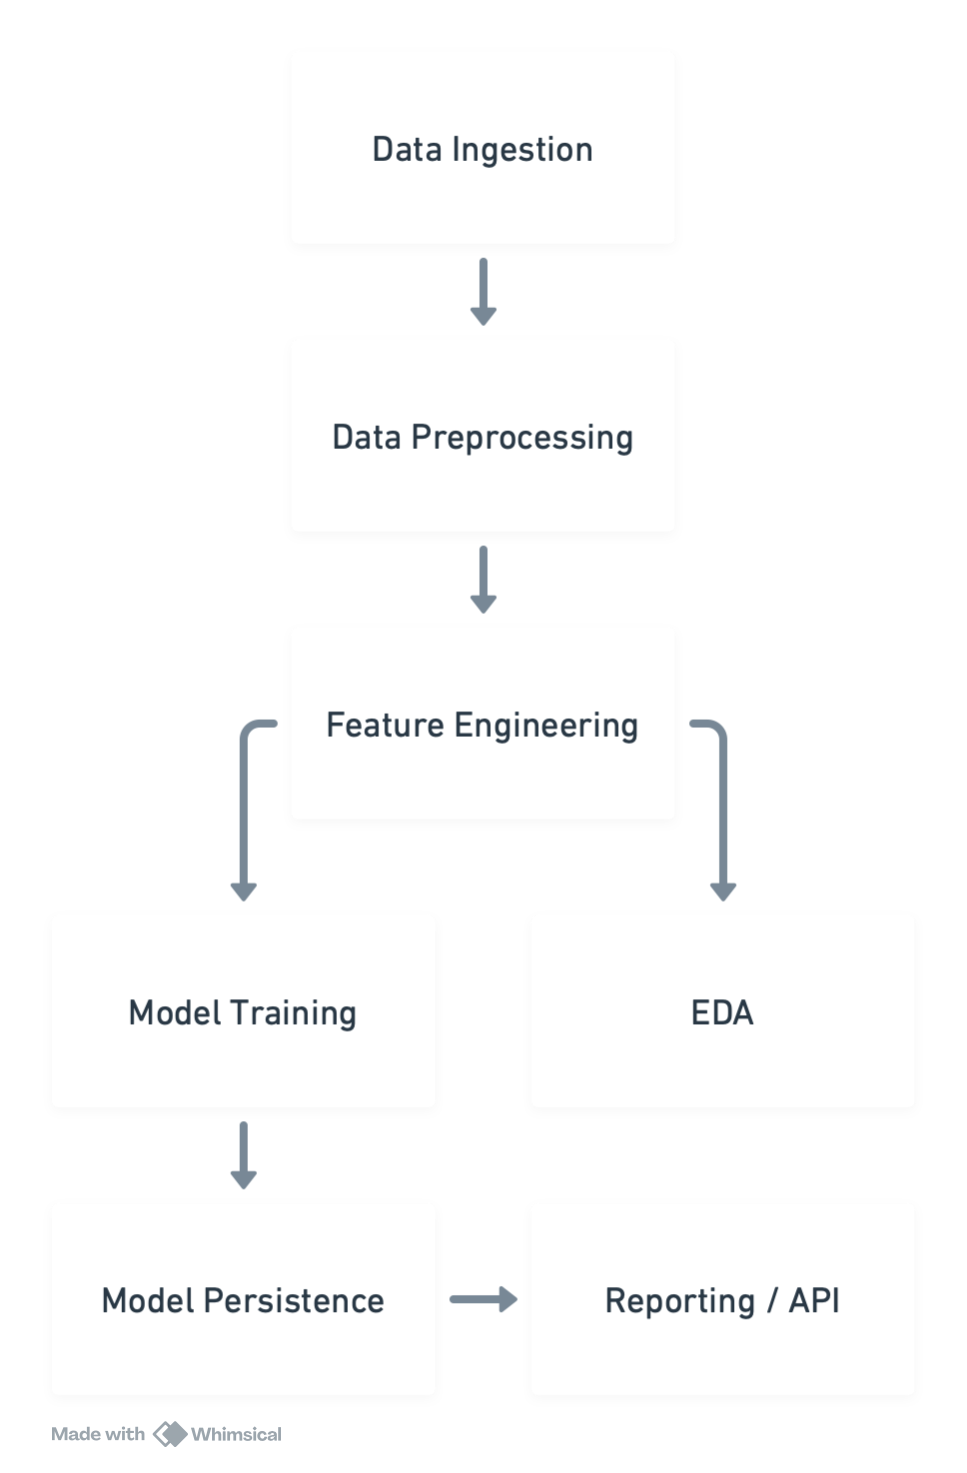 Data Ingestion
Data Preprocessing
Feature Engineering
Model Training
EDA
Model Persistence
Reporting / API
Made with Whimsical